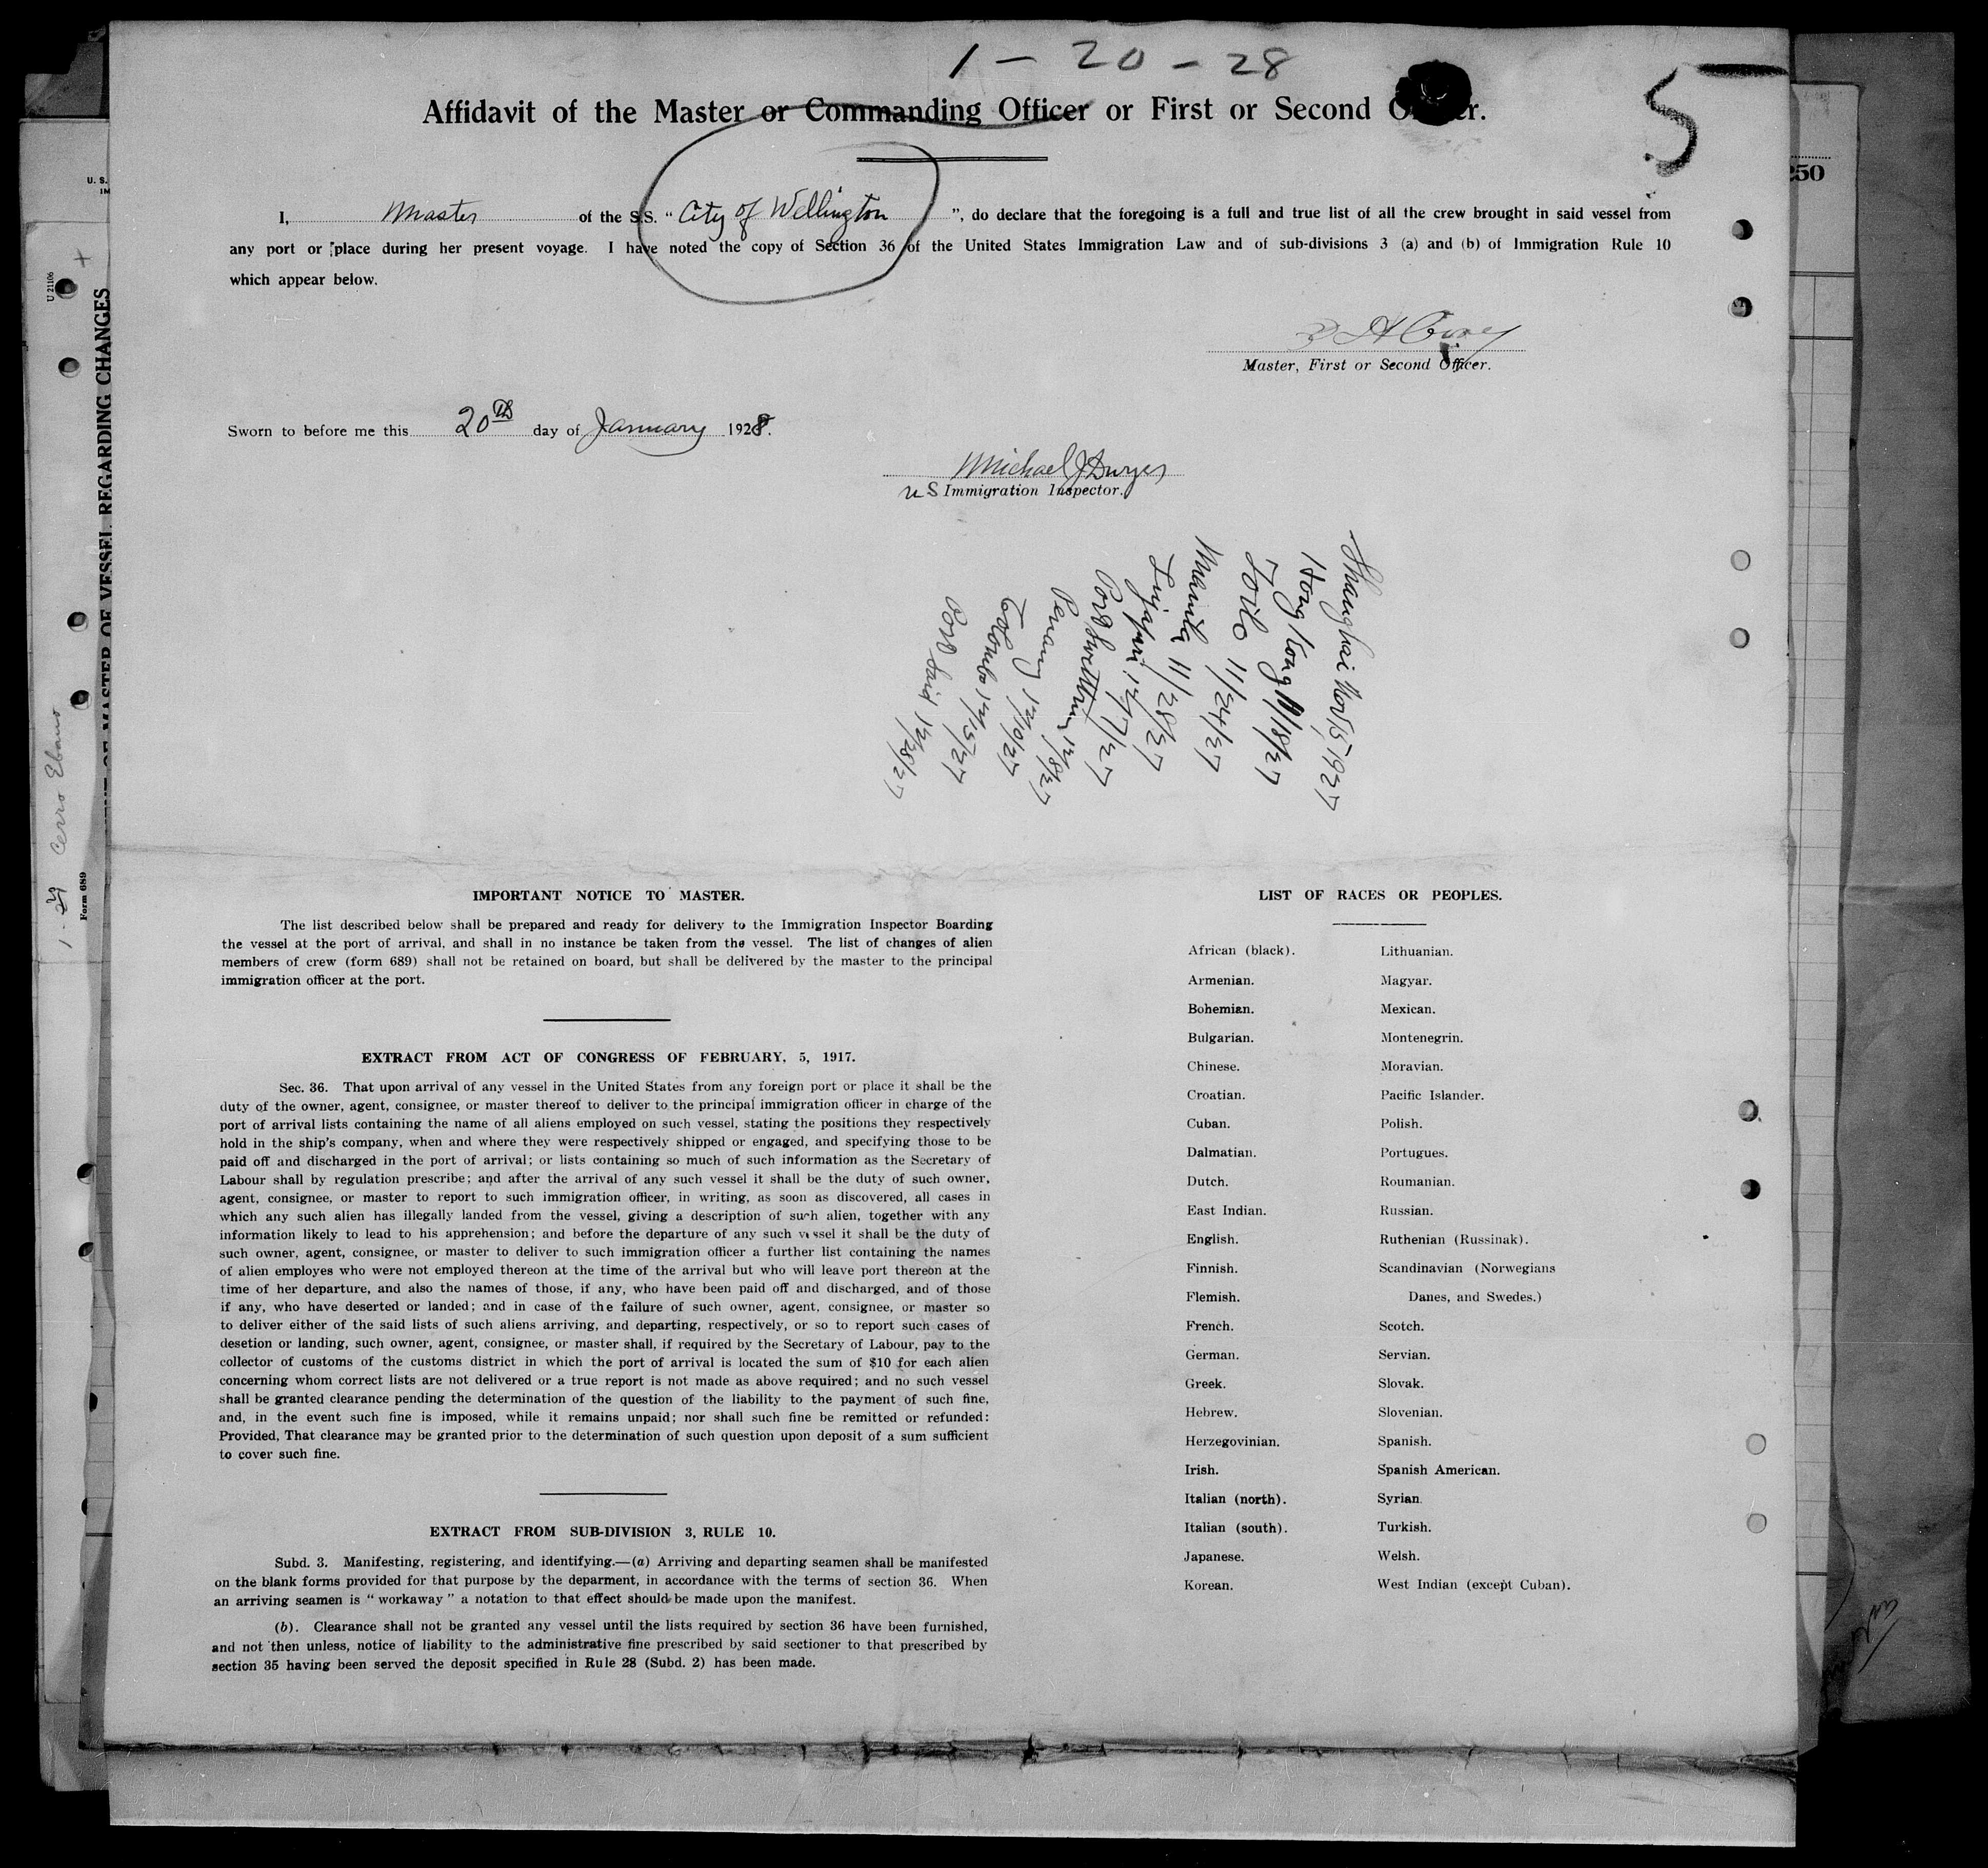 1 - 20 - 28
5
Affidavit of the Master or Commanding Officer or First or Second O er.
I, Master of the S.S. “ City of Wellington ”, do declare that the foregoing is a full and true list of all the crew brought in said vessel from
any port or place during her present voyage. I have noted the copy of Section 36 of the United States Immigration Law and of sub-divisions 3 (a) and (b) of Immigration Rule 10
which appear below.
Master, First or Second Officer.
Sworn to before me this 20th day of January 1928.
Michael J Dwyer
U S Immigration Inspector.
Shanghai Nov 15 1927
Hong Kong 11/18/27
Iloilo 11/24/27
Manila 11/28/27
12/7/27
Port Swettenham 12/8/27
Penang 12/10/27
Colombo 12/15/27
Port Said 12/28/27
IMPORTANT NOTICE TO MASTER.
The list described below shall be prepared and ready for delivery to the Immigration Inspector Boarding
the vessel at the port of arrival, and shall in no instance be taken from the vessel. The list of changes of alien
members of crew (form 689) shall not be retained on board, but shall be delivered by the master to the principal
immigration officer at the port.
EXTRACT FROM ACT OF CONGRESS OF FEBRUARY, 5, 1917.
Sec. 36. That upon arrival of any vessel in the United States from any foreign port or place it shall be the
duty of the owner, agent, consignee, or master thereof to deliver to the principal immigration officer in charge of the
port of arrival lists containing the name of all aliens employed on such vessel, stating the positions they respectively
hold in the ship's company, when and where they were respectively shipped or engaged, and specifying those to be
paid off and discharged in the port of arrival; or lists containing so much of such information as the Secretary of
Labour shall by regulation prescribe; and after the arrival of any such vessel it shall be the duty of such owner,
agent, consignee, or master to report to such immigration officer, in writing, as soon as discovered, all cases in
which any such alien has illegally landed from the vessel, giving a description of such alien, together with any
information likely to lead to his apprehension; and before the departure of any such vessel it shall be the duty of
such owner, agent, consignee, or master to deliver to such immigration officer a further list containing the names
of alien employes who were not employed thereon at the time of the arrival but who will leave port thereon at the
time of her departure, and also the names of those, if any, who have been paid off and discharged, and of those
if any, who have deserted or landed; and in case of the failure of such owner, agent, consignee, or master so
to deliver either of the said lists of such aliens arriving, and departing, respectively, or so to report such cases of
desetion or landing, such owner, agent, consignee, or master shall, if required by the Secretary of Labour, pay to the
collector of customs of the customs district in which the port of arrival is located the sum of $10 for each alien
concerning whom correct lists are not delivered or a true report is not made as above required; and no such vessel
shall be granted clearance pending the determination of the question of the liability to the payment of such fine,
and, in the event such fine is imposed, while it remains unpaid; nor shall such fine be remitted or refunded:
Provided, That clearance may be granted prior to the determination of such question upon deposit of a sum sufficient
to cover such fine.
EXTRACT FROM SUB-DIVISION 3, RULE 10.
Subd. 3. Manifesting, registering, and identifying.—(a) Arriving and departing seamen shall be manifested
on the blank forms provided for that purpose by the deparment, in accordance with the terms of section 36. When
an arriving seamen is “ workaway ” a notation to that effect should be made upon the manifest.
(b). Clearance shall not be granted any vessel until the lists required by section 36 have been furnished,
and not then unless, notice of liability to the administrative fine prescribed by said sectioner to that prescribed by
section 35 having been served the deposit specified in Rule 28 (Subd. 2) has been made.
LIST OF RACES OR PEOPLES.
African (black). Lithuanian.
Armenian. Magyar.
Bohemian. Mexican.
Bulgarian. Montenegrin.
Chinese. Moravian.
Croatian. Pacific Islander.
Cuban. Polish.
Dalmatian. Portugues.
Dutch. Roumanian.
East Indian. Russian.
English. Ruthenian (Russinak).
Finnish. Scandinavian (Norwegians
Flemish. Danes, and Swedes.)
French. Scotch.
German. Servian.
Greek. Slovak.
Hebrew. Slovenian.
Herzegovinian. Spanish.
Irish. Spanish American.
Italian (north). Syrian.
Italian (south). Turkish.
Japanese. Welsh.
Korean. West Indian (except Cuban).
U. S.
IM
U 21106
MASTER OF VESSEL REGARDING CHANGES
Cerro Ebano
Form 689
250